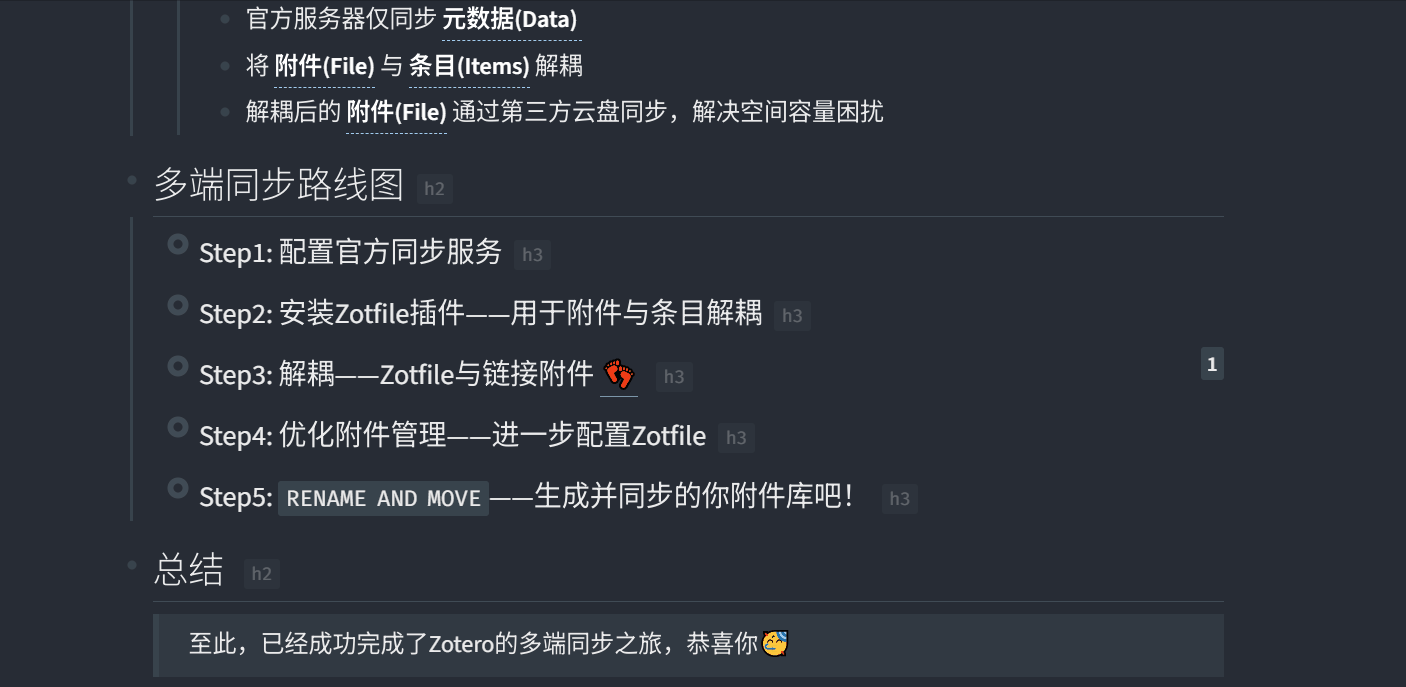 官方服务器仅同步 元数据(Data)
将 附件(File) 与 条目(Items) 解耦
解耦后的 附件(File) 通过第三方云盘同步，解决空间容量困扰
多端同步路线图 h2
Step1: 配置官方同步服务 h3
Step2: 安装Zotfile插件——用于附件与条目解耦 h3
Step3: 解耦——Zotfile与链接附件 👣 h3 1
Step4: 优化附件管理——进一步配置Zotfile h3
Step5: RENAME AND MOVE ——生成并同步的你附件库吧！ h3
总结 h2
至此，已经成功完成了Zotero的多端同步之旅，恭喜你🥳